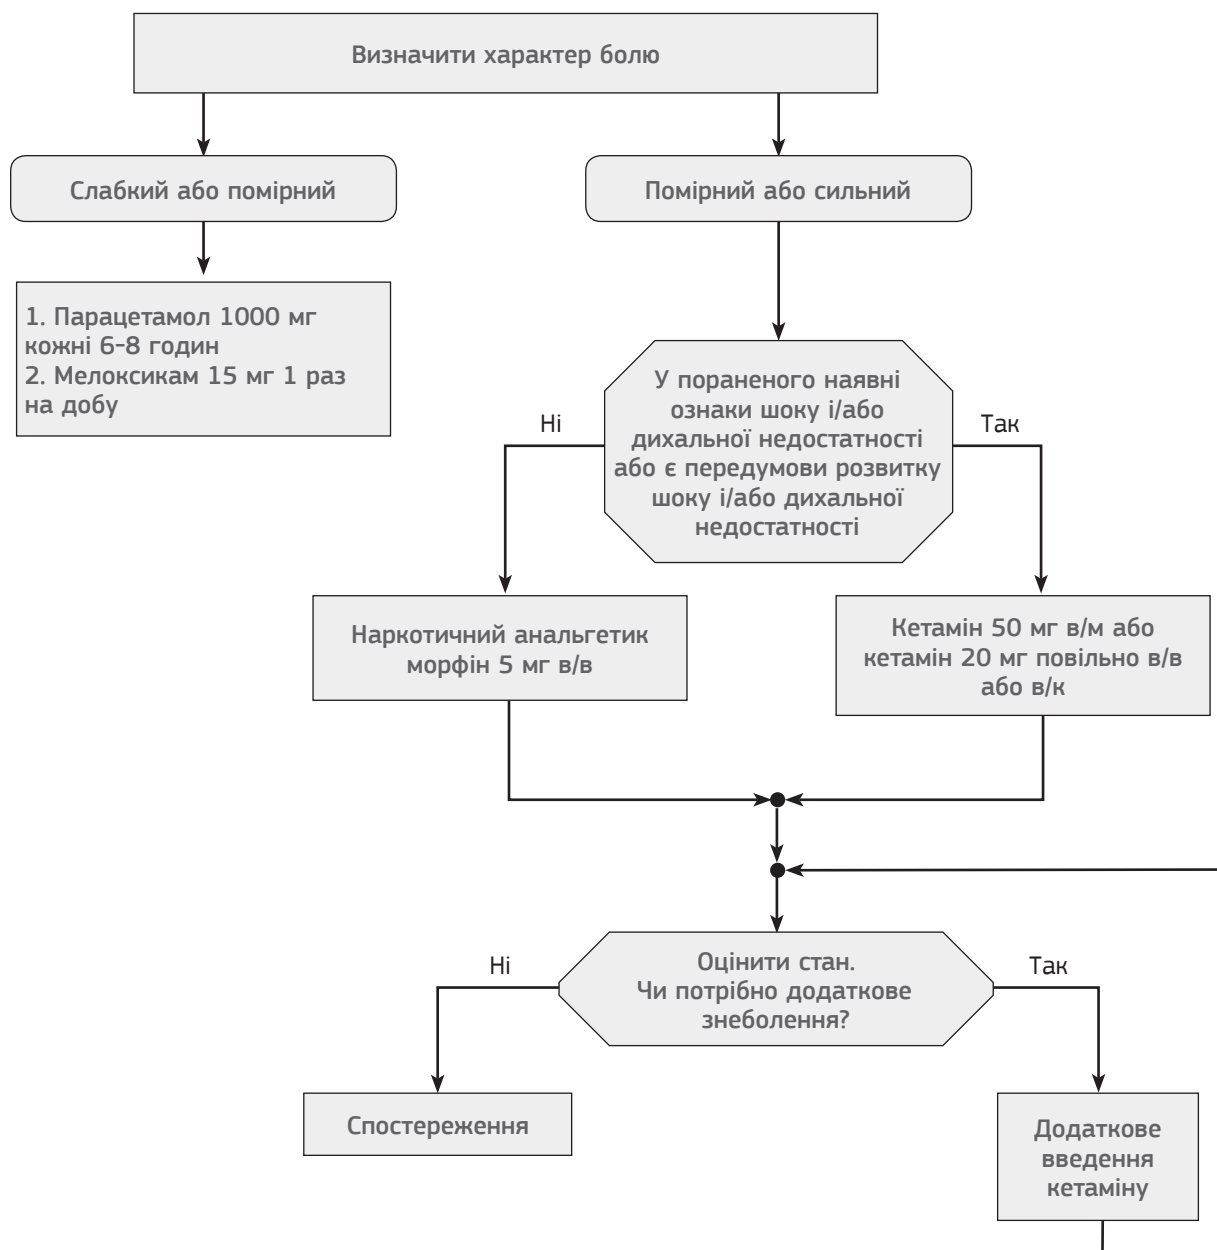 Визначити характер болю
Слабкий або помірний
Помірний або сильний
1. Парацетамол 1000 мг
кожні 6-8 годин
2. Мелоксикам 15 мг 1 раз
на добу
У пораненого наявні
ознаки шоку і/або
дихальної недостатності
або є передумови розвитку
шоку і/або дихальної
недостатності
Ні
Так
Наркотичний анальгетик
морфін 5 мг в/в
Кетамін 50 мг в/м або
кетамін 20 мг повільно в/в
або в/к
Оцінити стан.
Чи потрібно додаткове
знеболення?
Ні
Так
Спостереження
Додаткове
введення
кетаміну